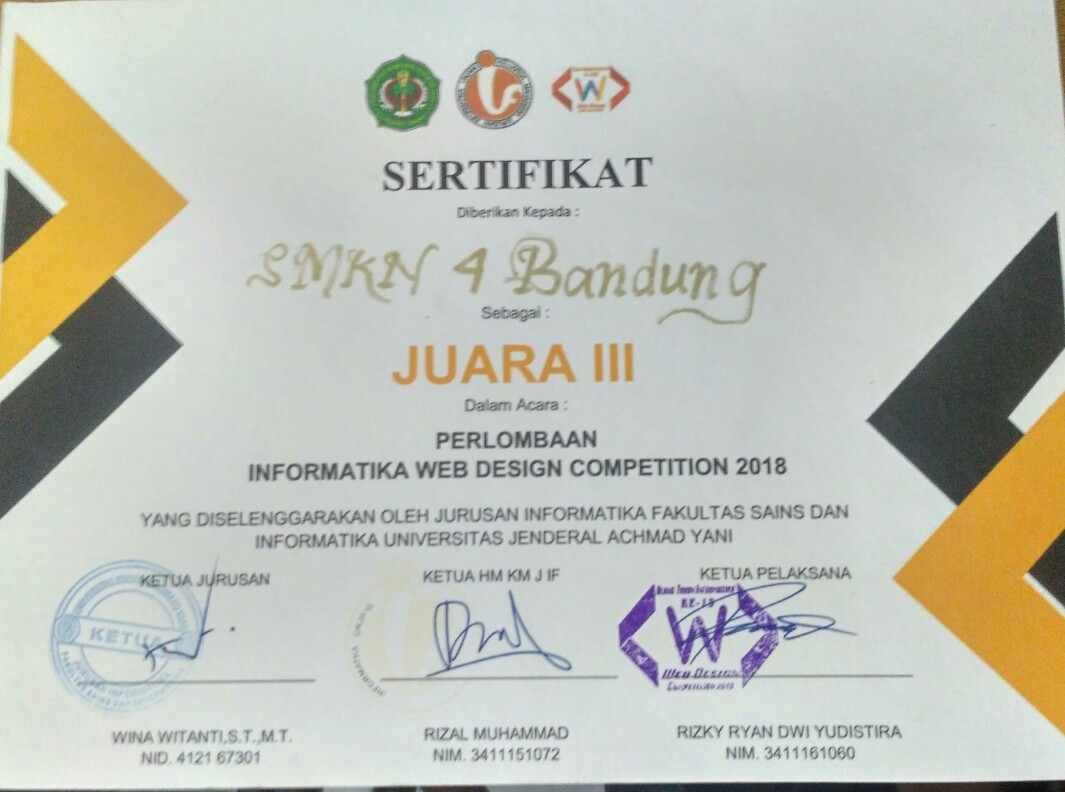 SERTIFIKAT
Diberikan Kepada :
SMKN 4 Bandung
Sebagai :
JUARA III
Dalam Acara :
PERLOMBAAN
INFORMATIKA WEB DESIGN COMPETITION 2018
YANG DISELENGGARAKAN OLEH JURUSAN INFORMATIKA FAKULTAS SAINS DAN
INFORMATIKA UNIVERSITAS JENDERAL ACHMAD YANI
KETUA JURUSAN
KETUA HM KM J IF
KETUA PELAKSANA
KETUA
KE-15
W
WEB DESIGN
COMPETITION 2018
WINA WITANTI,S.T.,M.T.
NID. 4121 67301
RIZAL MUHAMMAD
NIM. 3411151072
RIZKY RYAN DWI YUDISTIRA
NIM. 3411161060